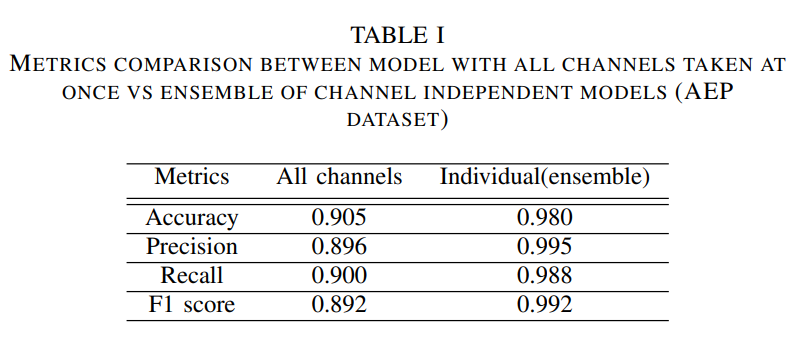 TABLE I
METRICS COMPARISON BETWEEN MODEL WITH ALL CHANNELS TAKEN AT
ONCE VS ENSEMBLE OF CHANNEL INDEPENDENT MODELS (AEP
DATASET)
Metrics All channels Individual(ensemble)
Accuracy 0.905 0.980
Precision 0.896 0.995
Recall 0.900 0.988
F1 score 0.892 0.992